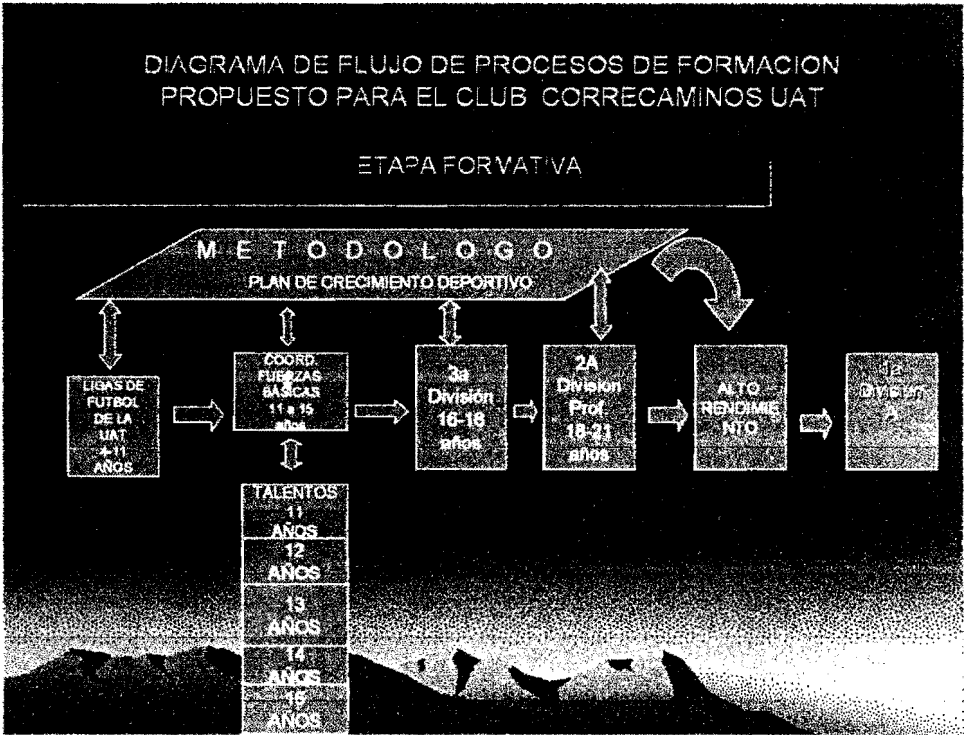 DIAGRAMA DE FLUJO DE PROCESOS DE FORMACION
PROPUESTO PARA EL CLUB CORRECAMINOS UAT
ETAPA FORMATIVA
METODOLOGO
PLAN DE CRECIMIENTO DEPORTIVO
LIGAS DE
FUTBOL
DE LA
UAT
4-11
AÑOS
COORD.
FUERZAS
BASICAS
11 a 15
años
3a
División
16-18
años
2A
Division
Prof.
18-21
años
ALTO
RENDIMIE
NTO
1a
División
A
TALENTOS
11
AÑOS
12
AÑOS
13
AÑOS
14
AÑOS
15
AÑOS